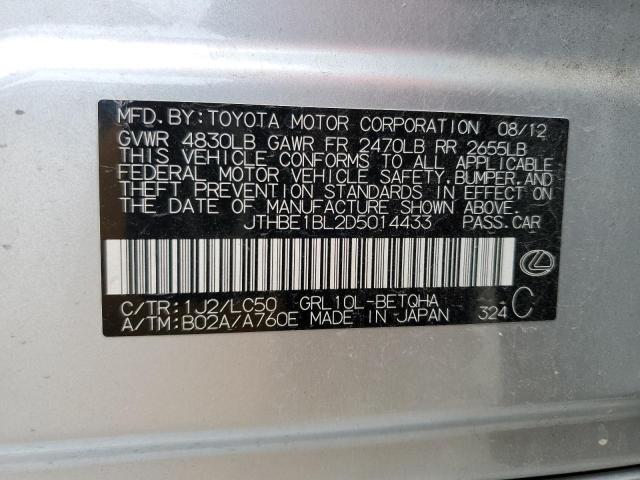 MFD. BY: TOYOTA MOTOR CORPORATION 08/12
GVWR 4830LB GAWR FR 2470LB RR 2655LB
THIS VEHICLE CONFORMS TO ALL APPLICABLE
FEDERAL MOTOR VEHICLE SAFETY, BUMPER, AND
THEFT PREVENTION STANDARDS IN EFFECT ON
THE DATE OF MANUFACTURE SHOWN ABOVE.
JTHBE1BL2D5014433 PASS. CAR
C/TR: 1J2/LC50 GRL10L-BETQHA
A/TM: B02A/A760E MADE IN JAPAN 324 C